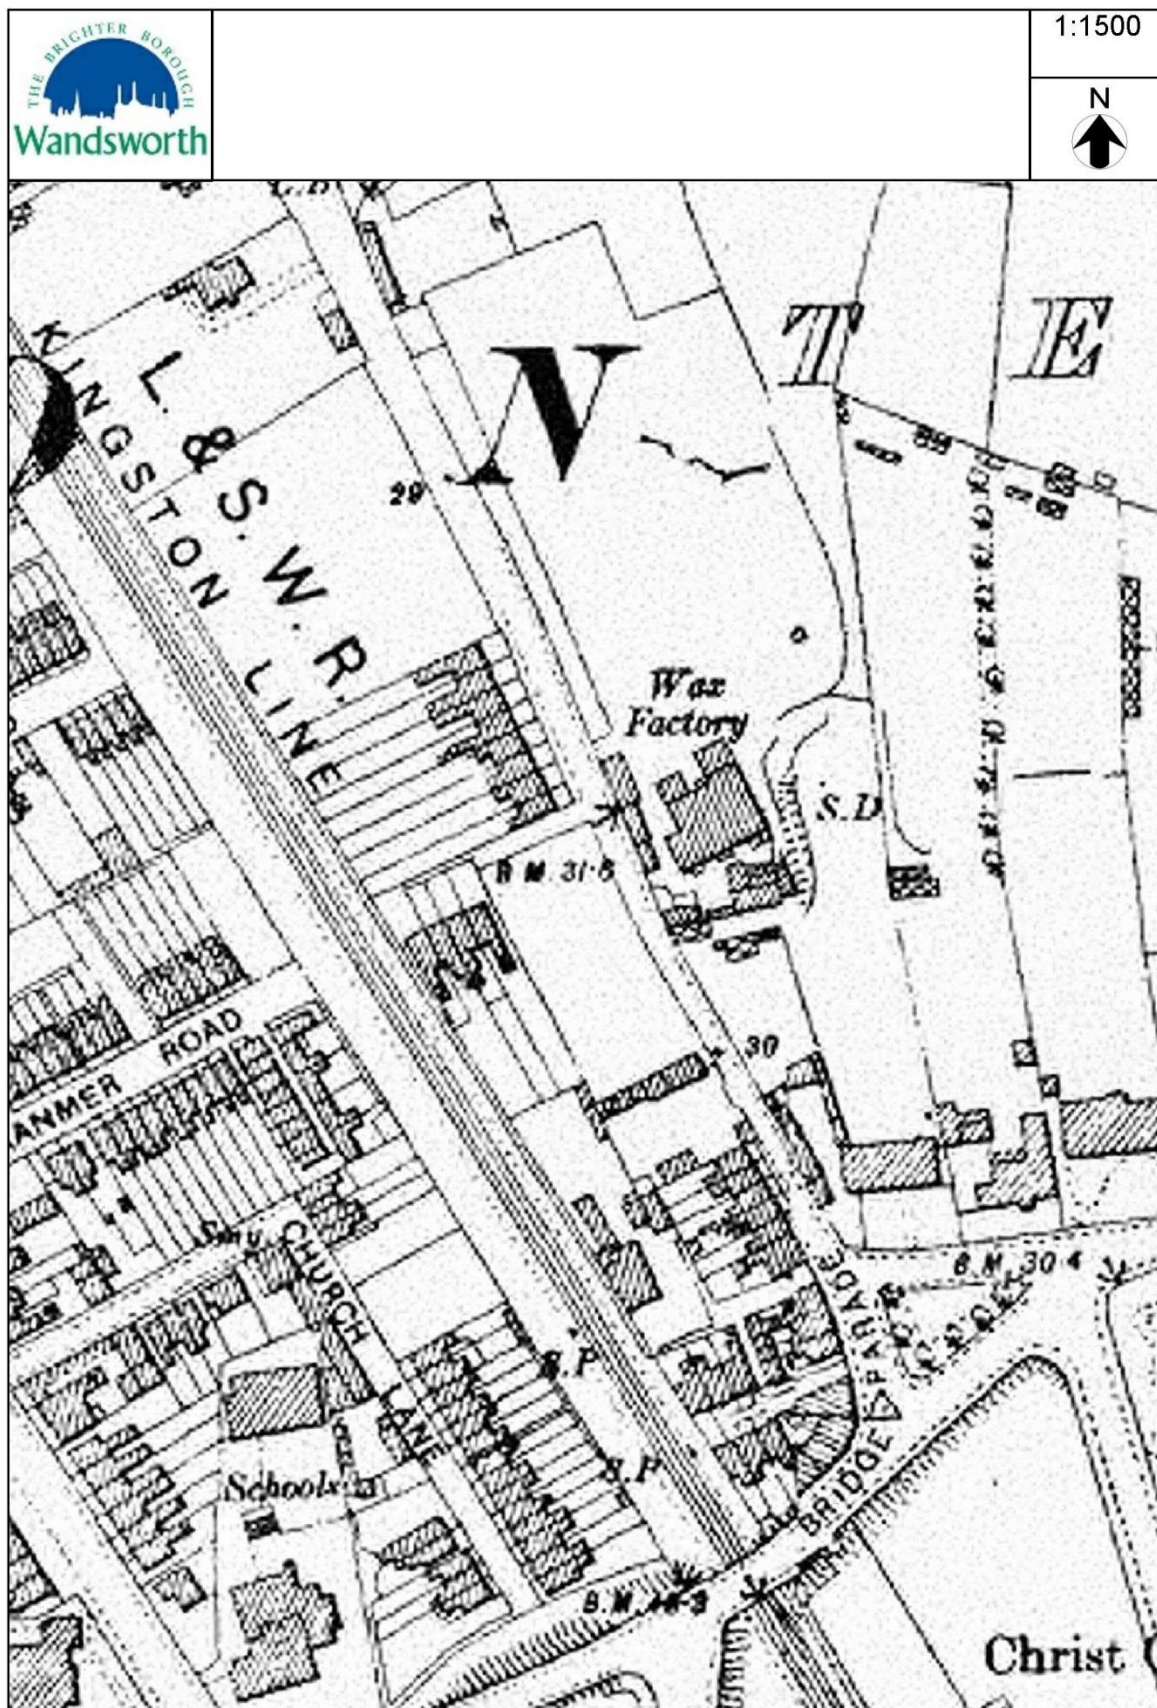 THE BRIGHTER BOROUGH
Wandsworth
1:1500
N
L. & S. W. R.
KINGSTON LINE
N
T E
29
Wax
Factory
S.D
B.M. 31·8
30
ANMER ROAD
CHURCH LANE
B.M. 30·4
S.P
S.P
BRIDGE PARADE
Schools
Christ